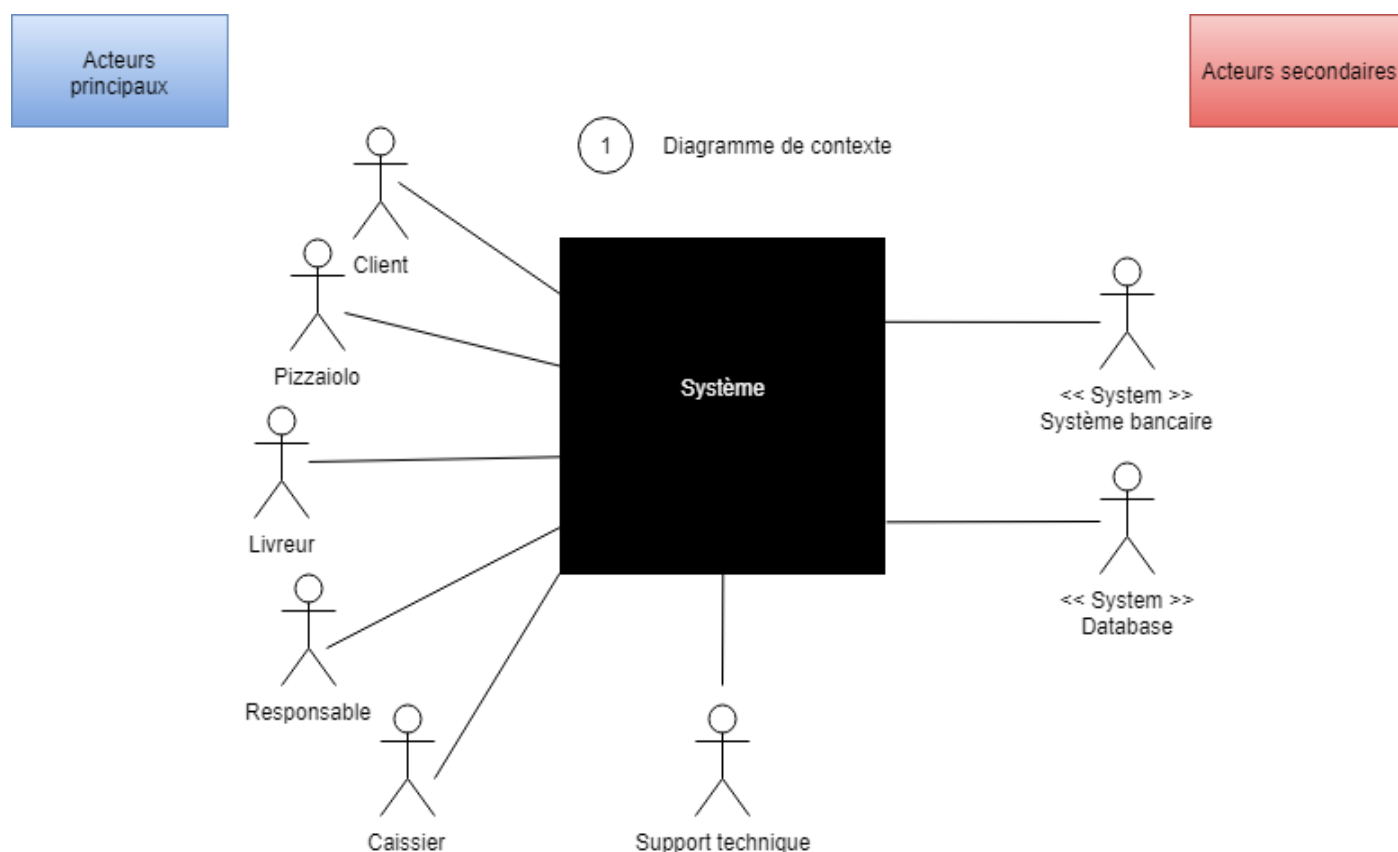 Acteurs
principaux
Acteurs secondaires
1
Diagramme de contexte
Client
Pizzaiolo
Système
<< System >>
Système bancaire
Livreur
<< System >>
Database
Responsable
Caissier
Support technique